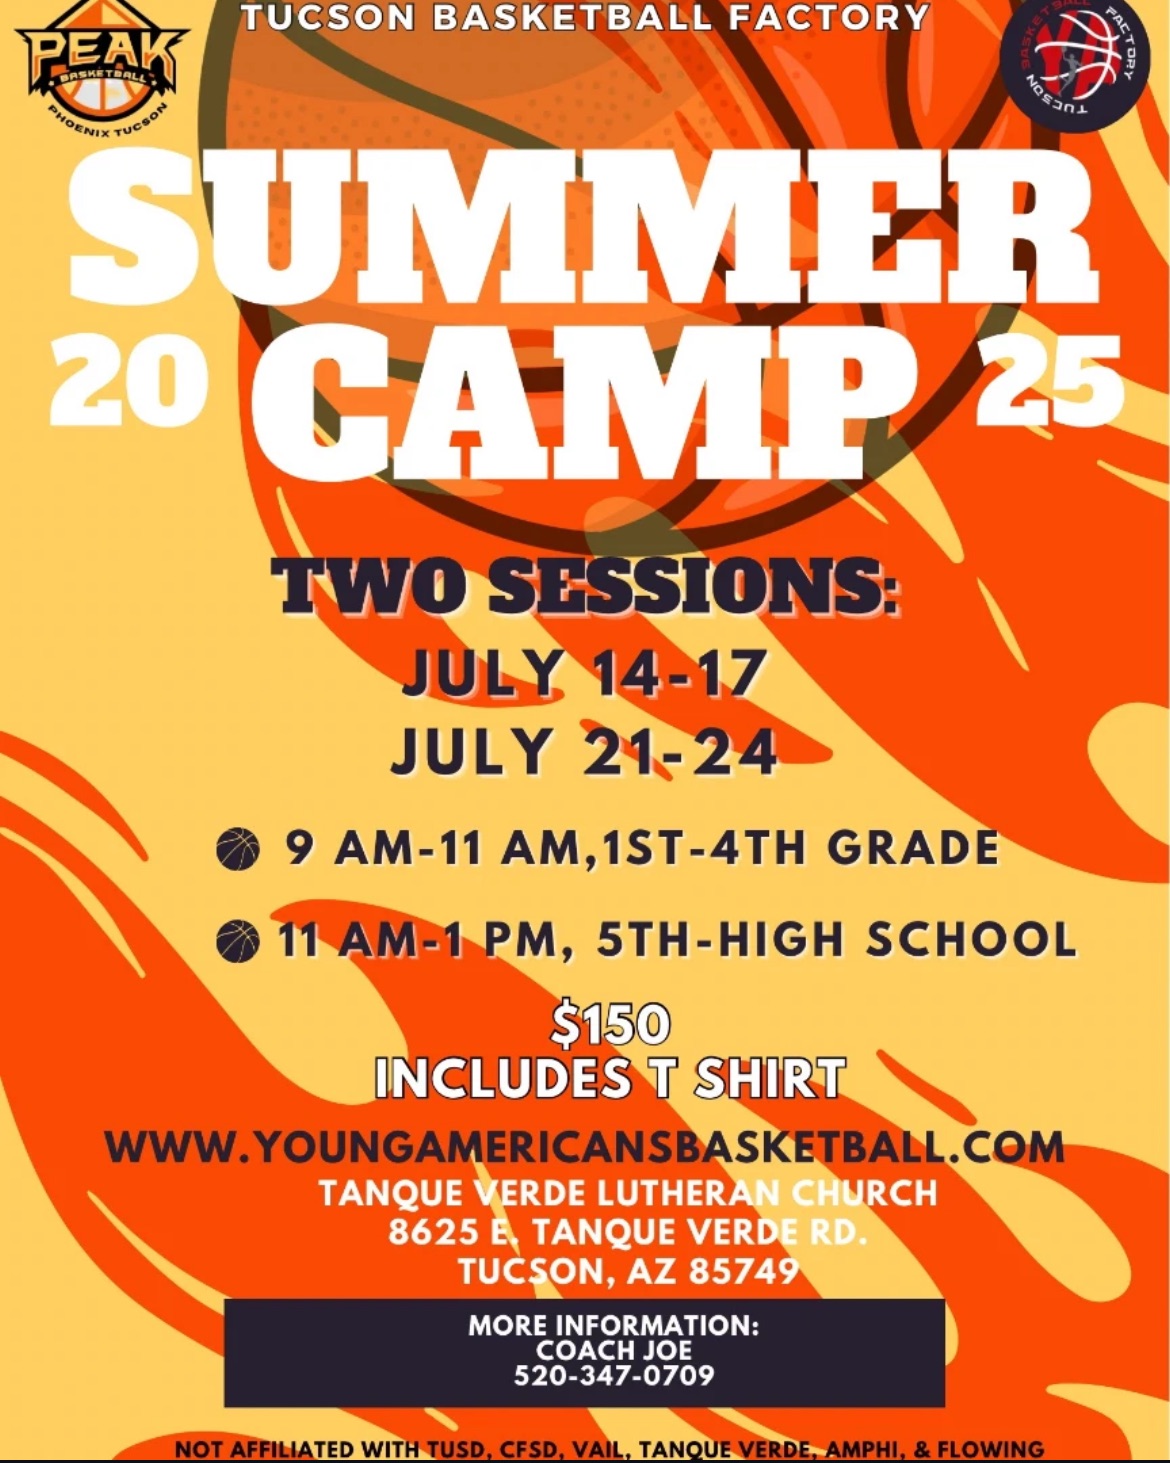 TUCSON BASKETBALL FACTORY
PEAK
BASKETBALL
PHOENIX TUCSON
BASKETBALL FACTORY
TUCSON
SUMMER
20 CAMP 25
TWO SESSIONS:
JULY 14-17
JULY 21-24
9 AM-11 AM,1ST-4TH GRADE
11 AM-1 PM, 5TH-HIGH SCHOOL
$150
INCLUDES T SHIRT
WWW.YOUNGAMERICANSBASKETBALL.COM
TANQUE VERDE LUTHERAN CHURCH
8625 E. TANQUE VERDE RD.
TUCSON, AZ 85749
MORE INFORMATION:
COACH JOE
520-347-0709
NOT AFFILIATED WITH TUSD, CFSD, VAIL, TANQUE VERDE, AMPHI, & FLOWING